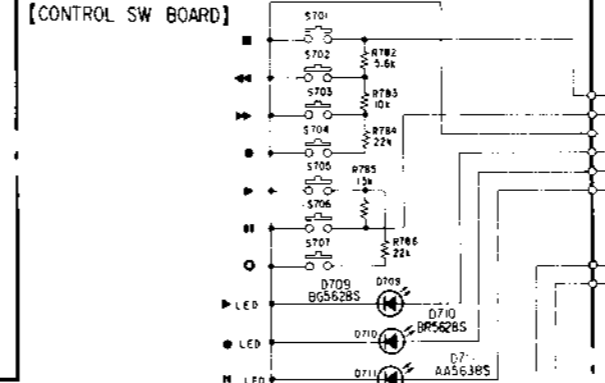 [CONTROL SW BOARD]
S701
S702
R782
5.6k
S703
R783
10k
S704
R784
22k
S705
R785
15k
S706
S707
R786
22k
D709
BG5628S
D709
LED
D710
BR5628S
D710
LED
AA5638S
D711
LED